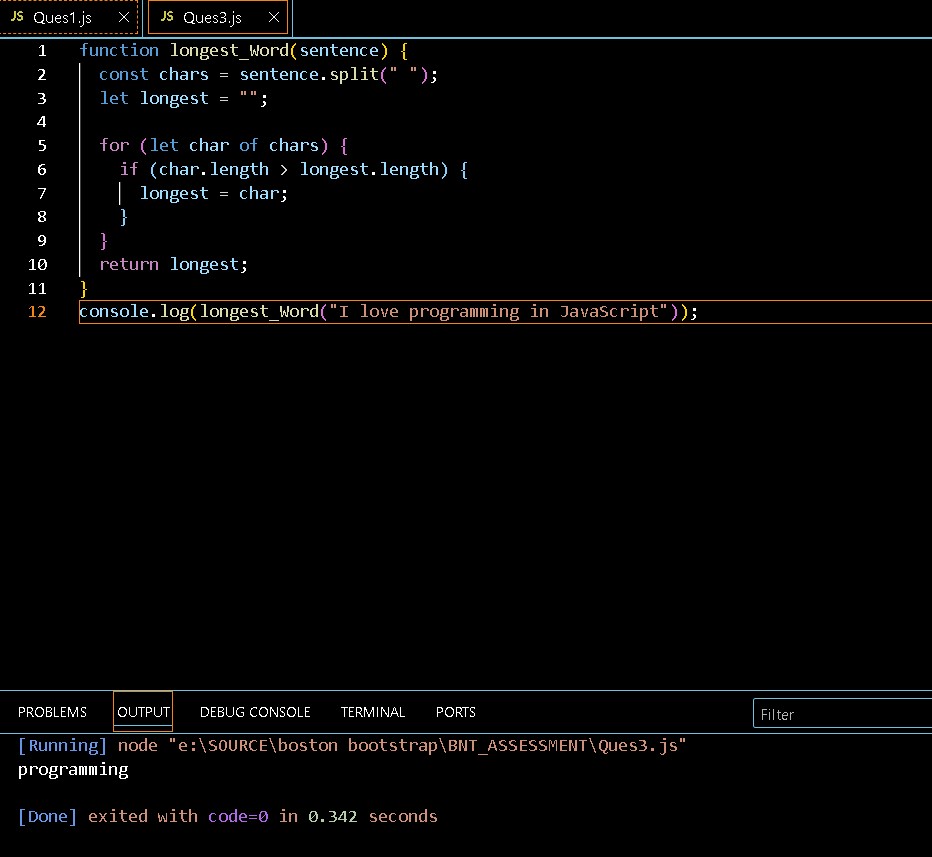 JS Ques1.js × JS Ques3.js ×
1 function longest_Word(sentence) {
2 const chars = sentence.split(" ");
3 let longest = "";
4
5 for (let char of chars) {
6 if (char.length > longest.length) {
7 longest = char;
8 }
9 }
10 return longest;
11 }
12 console.log(longest_Word("I love programming in JavaScript"));
PROBLEMS OUTPUT DEBUG CONSOLE TERMINAL PORTS Filter
[Running] node "e:\SOURCE\boston bootstrap\BNT_ASSESSMENT\Ques3.js"
programming
[Done] exited with code=0 in 0.342 seconds